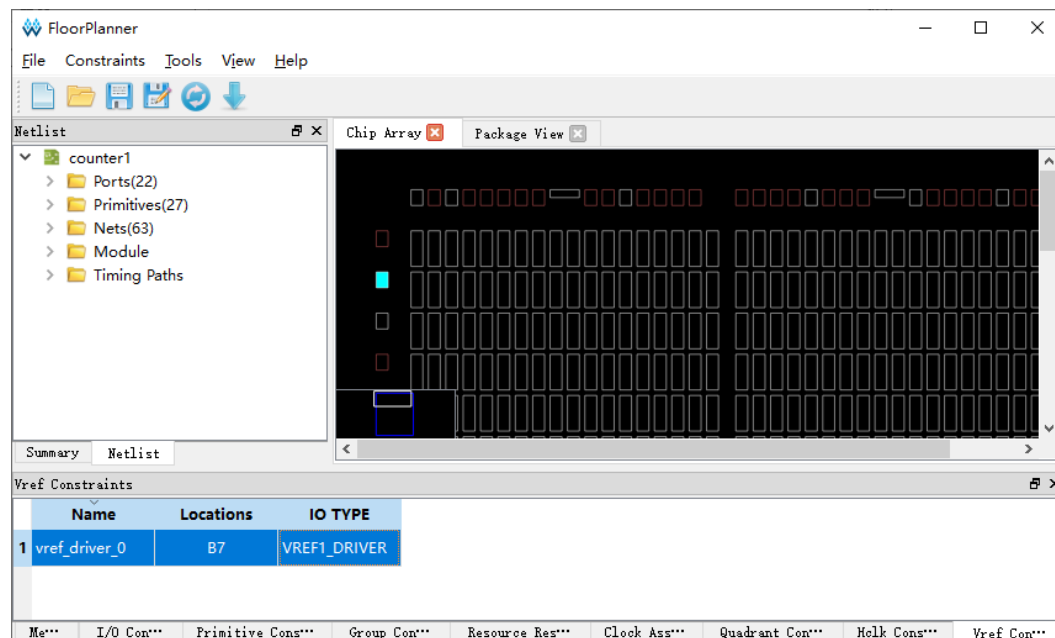 FloorPlanner
File Constraints Tools View Help
Netlist
Chip Array Package View
counter1
Ports(22)
Primitives(27)
Nets(63)
Module
Timing Paths
Summary Netlist
Vref Constraints
Name Locations IO TYPE
1 vref_driver_0 B7 VREF1_DRIVER
Me… I/O Con… Primitive Cons… Group Con… Resource Res… Clock Ass… Quadrant Con… Hclk Cons… Vref Con…